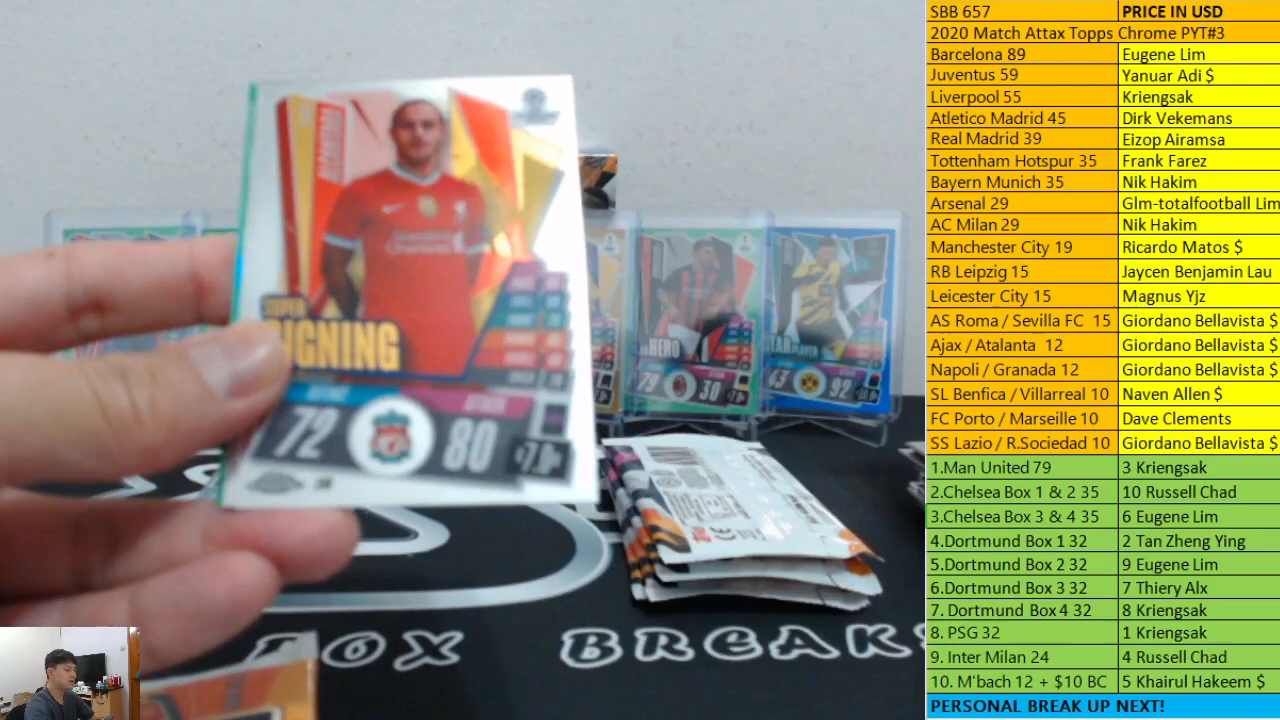 SUPER
SIGNING
72
80
HERO
79
30
43
92
BOX BREAK
SBB 657 PRICE IN USD
2020 Match Attax Topps Chrome PYT#3
Barcelona 89 Eugene Lim
Juventus 59 Yanuar Adi $
Liverpool 55 Kriengsak
Atletico Madrid 45 Dirk Vekemans
Real Madrid 39 Eizop Airamsa
Tottenham Hotspur 35 Frank Farez
Bayern Munich 35 Nik Hakim
Arsenal 29 Glm-totalfootball Lim
AC Milan 29 Nik Hakim
Manchester City 19 Ricardo Matos $
RB Leipzig 15 Jaycen Benjamin Lau
Leicester City 15 Magnus Yjz
AS Roma / Sevilla FC 15 Giordano Bellavista $
Ajax / Atalanta 12 Giordano Bellavista $
Napoli / Granada 12 Giordano Bellavista $
SL Benfica / Villarreal 10 Naven Allen $
FC Porto / Marseille 10 Dave Clements
SS Lazio / R.Sociedad 10 Giordano Bellavista $
1.Man United 79 3 Kriengsak
2.Chelsea Box 1 & 2 35 10 Russell Chad
3.Chelsea Box 3 & 4 35 6 Eugene Lim
4.Dortmund Box 1 32 2 Tan Zheng Ying
5.Dortmund Box 2 32 9 Eugene Lim
6.Dortmund Box 3 32 7 Thiery Alx
7. Dortmund Box 4 32 8 Kriengsak
8. PSG 32 1 Kriengsak
9. Inter Milan 24 4 Russell Chad
10. M'bach 12 + $10 BC 5 Khairul Hakeem $
PERSONAL BREAK UP NEXT!